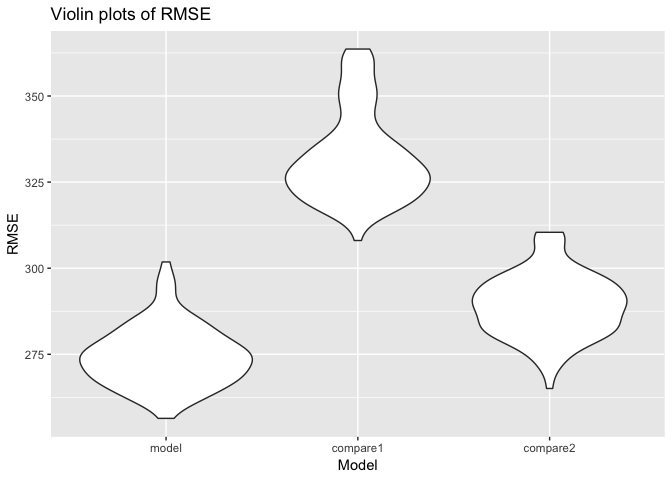 Violin plots of RMSE
RMSE
350
325
300
275
model compare1 compare2
Model